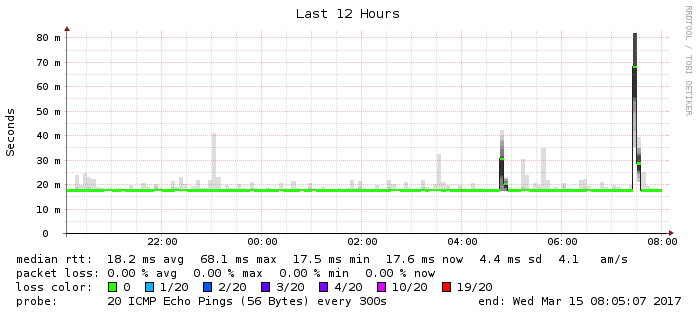 Last 12 Hours
RRDTOOL / TOBI OETIKER
Seconds
80 m
70 m
60 m
50 m
40 m
30 m
20 m
10 m
0
22:00 00:00 02:00 04:00 06:00 08:00
median rtt: 18.2 ms avg 68.1 ms max 17.5 ms min 17.6 ms now 4.4 ms sd 4.1 am/s
packet loss: 0.00 % avg 0.00 % max 0.00 % min 0.00 % now
loss color: 0 1/20 2/20 3/20 4/20 10/20 19/20
probe: 20 ICMP Echo Pings (56 Bytes) every 300s end: Wed Mar 15 08:05:07 2017